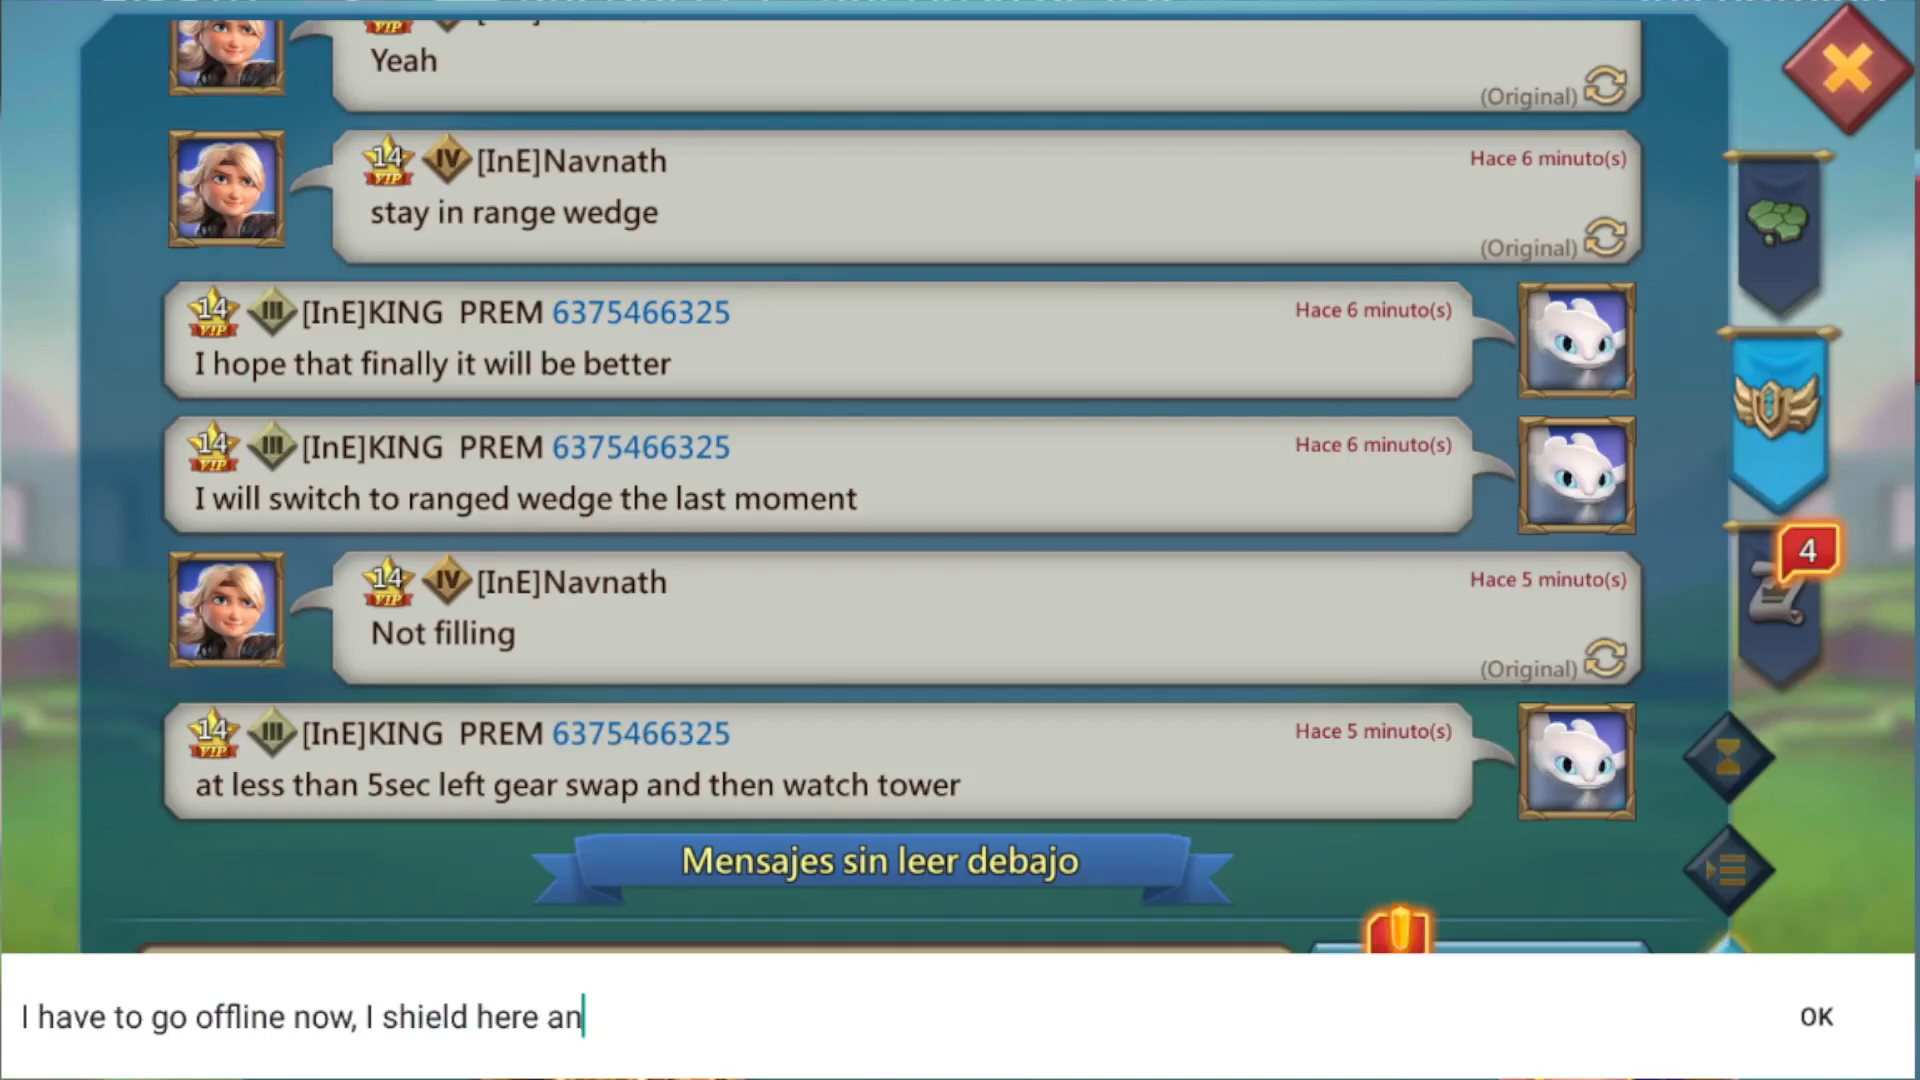 Yeah
(Original)
14 VIP IV [InE]Navnath Hace 6 minuto(s)
stay in range wedge
(Original)
14 VIP III [InE]KING PREM 6375466325 Hace 6 minuto(s)
I hope that finally it will be better
14 VIP III [InE]KING PREM 6375466325 Hace 6 minuto(s)
I will switch to ranged wedge the last moment
14 VIP IV [InE]Navnath Hace 5 minuto(s)
Not filling
(Original)
4
14 VIP III [InE]KING PREM 6375466325 Hace 5 minuto(s)
at less than 5sec left gear swap and then watch tower
Mensajes sin leer debajo
I have to go offline now, I shield here an
OK